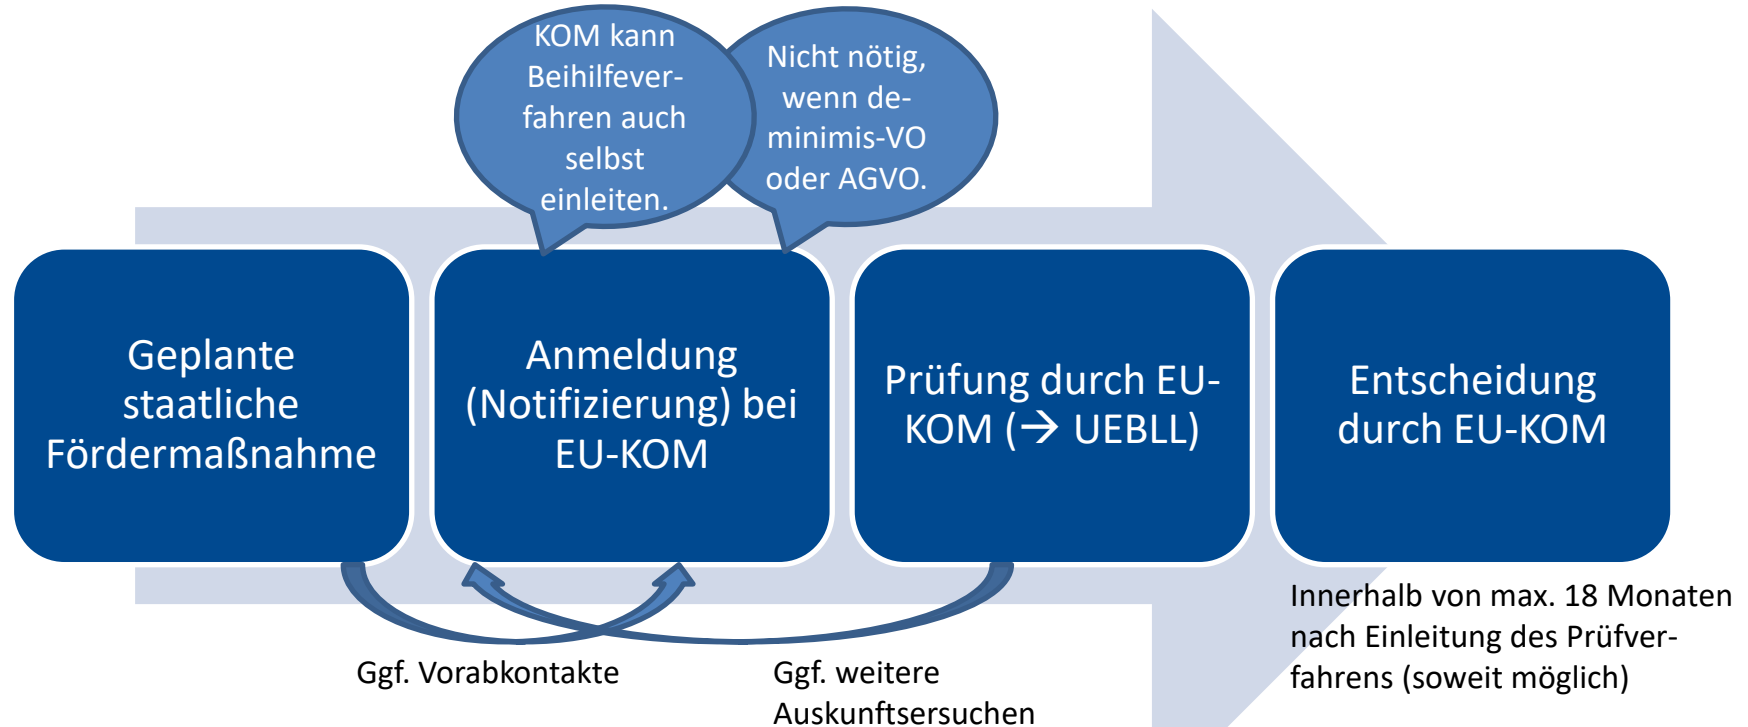 KOM kann
Beihilfever-
fahren auch
selbst
einleiten.
Nicht nötig,
wenn de-
minimis-VO
oder AGVO.
Geplante
staatliche
Fördermaßnahme
Anmeldung
(Notifizierung) bei
EU-KOM
Prüfung durch EU-
KOM (→ UEBLL)
Entscheidung
durch EU-KOM
Ggf. Vorabkontakte
Ggf. weitere
Auskunftsersuchen
Innerhalb von max. 18 Monaten
nach Einleitung des Prüfver-
fahrens (soweit möglich)